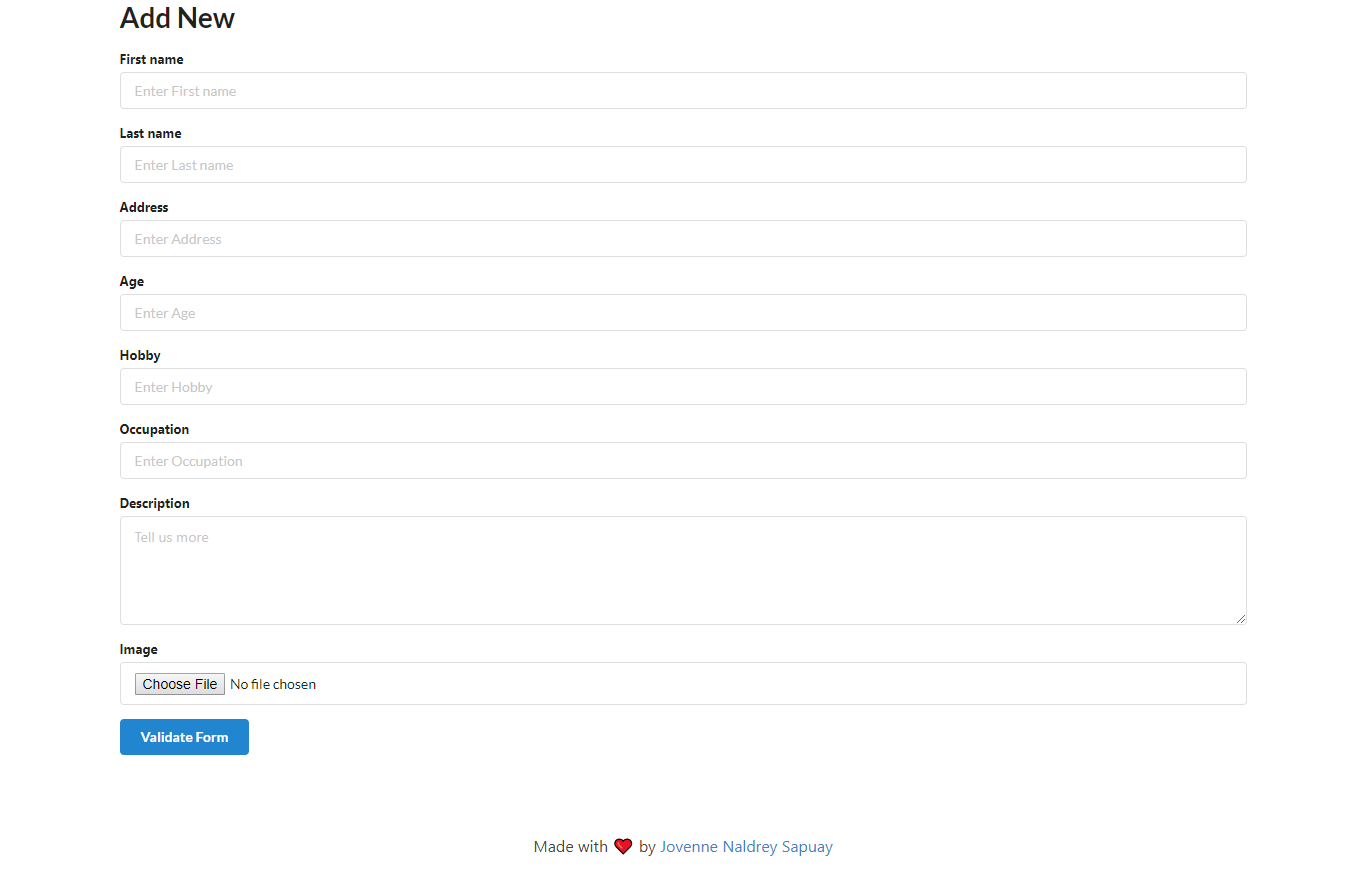 Add New
First name
Enter First name
Last name
Enter Last name
Address
Enter Address
Age
Enter Age
Hobby
Enter Hobby
Occupation
Enter Occupation
Description
Tell us more
Image
Choose File No file chosen
Validate Form
Made with ❤ by Jovenne Naldrey Sapuay